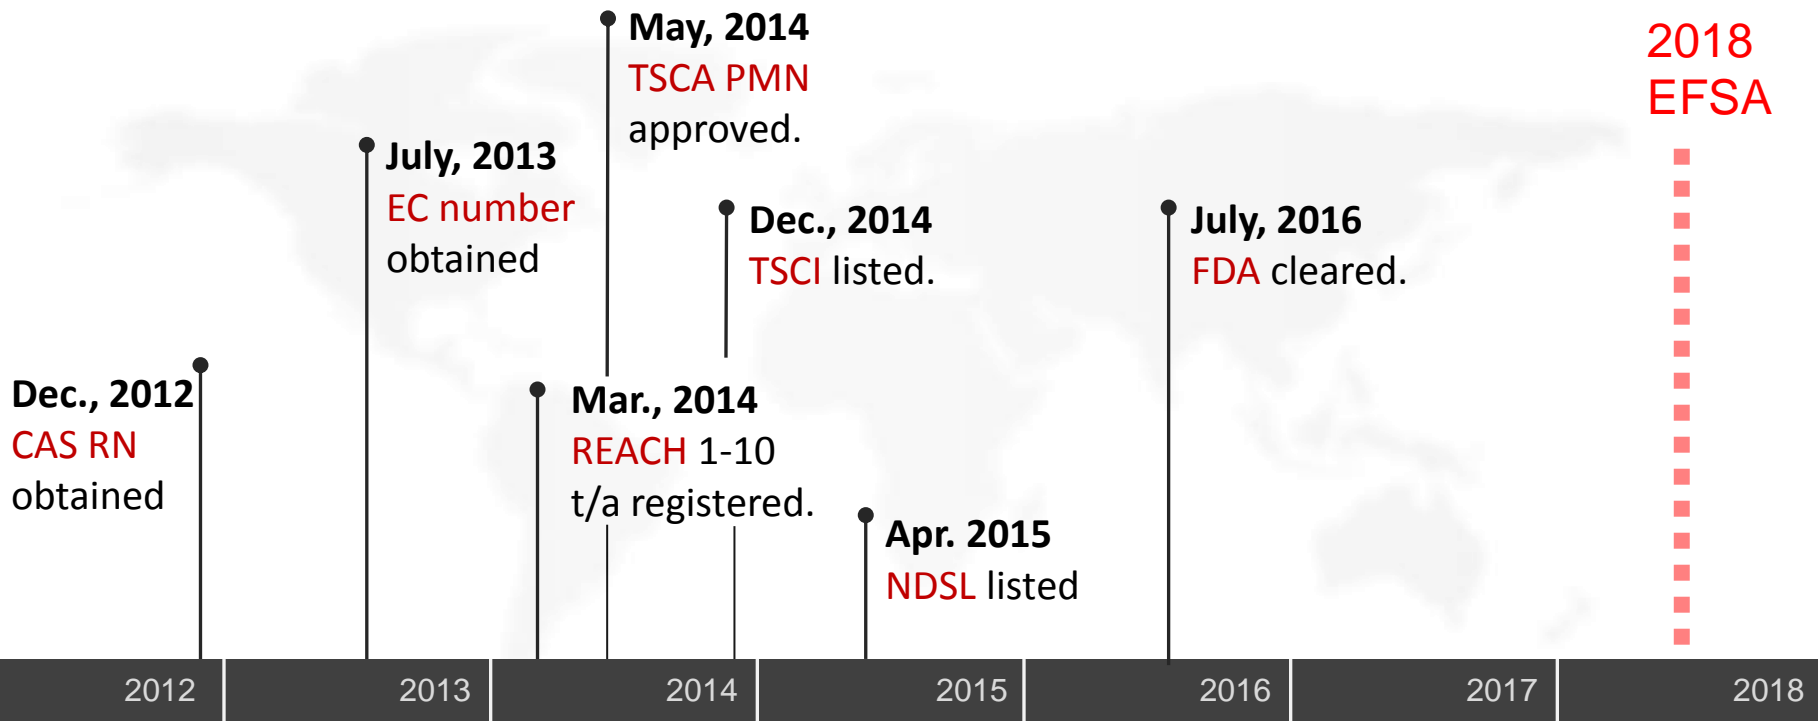 May, 2014
TSCA PMN
approved.
2018
EFSA
July, 2013
EC number
obtained
Dec., 2014
TSCI listed.
July, 2016
FDA cleared.
Dec., 2012
CAS RN
obtained
Mar., 2014
REACH 1-10
t/a registered.
Apr. 2015
NDSL listed
2012 2013 2014 2015 2016 2017 2018